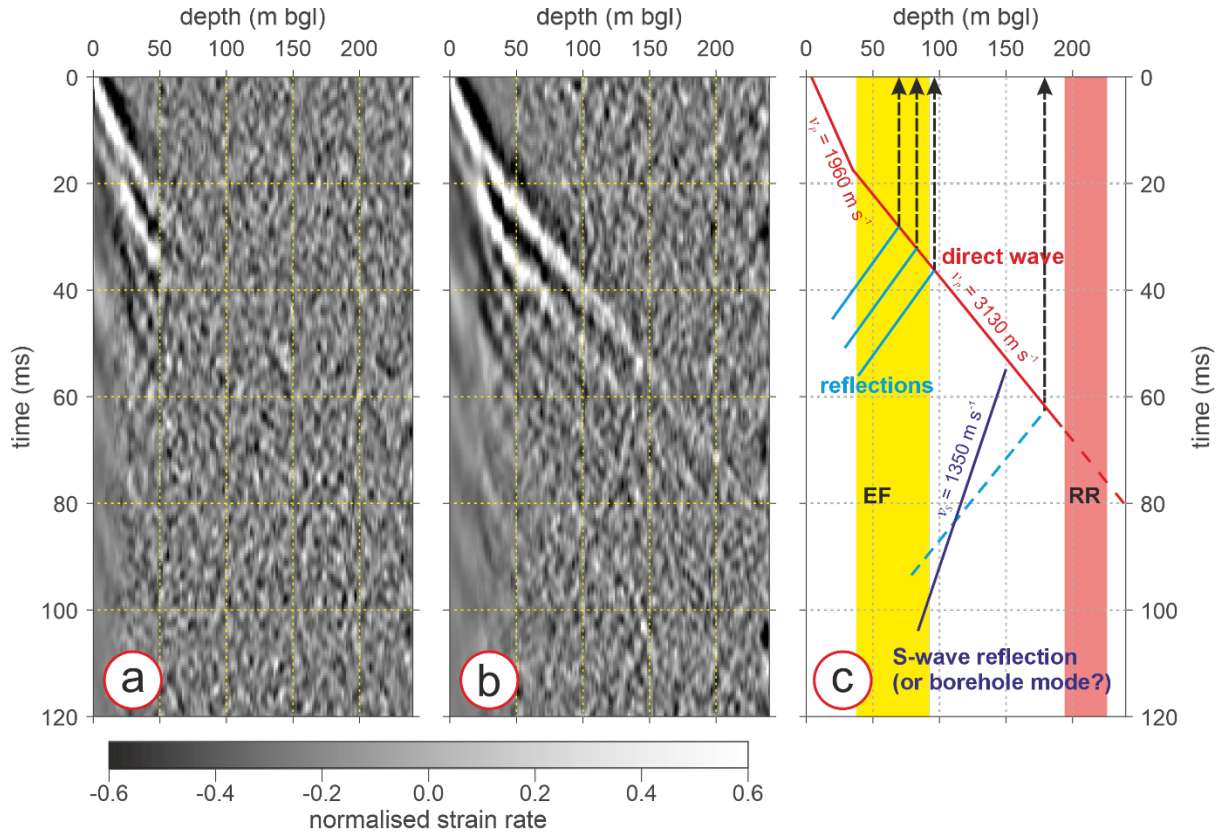 depth (m bgl)
depth (m bgl)
depth (m bgl)
0 50 100 150 200
0 50 100 150 200
0 50 100 150 200
time (ms)
0
20
40
60
80
100
120
a
b
v_P = 1960 m s⁻¹
direct wave
v_P = 3130 m s⁻¹
reflections
v_S = 1350 m s⁻¹
EF
RR
S-wave reflection
(or borehole mode?)
c
0
20
40
60
80
100
120
time (ms)
-0.6 -0.4 -0.2 0.0 0.2 0.4 0.6
normalised strain rate